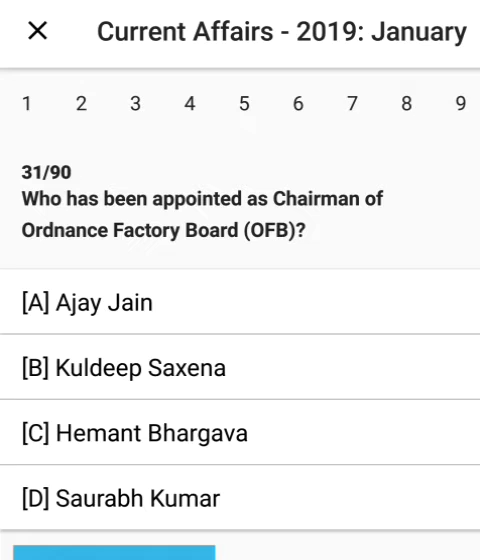 × Current Affairs - 2019: January
1 2 3 4 5 6 7 8 9
31/90
Who has been appointed as Chairman of
Ordnance Factory Board (OFB)?
[A] Ajay Jain
[B] Kuldeep Saxena
[C] Hemant Bhargava
[D] Saurabh Kumar